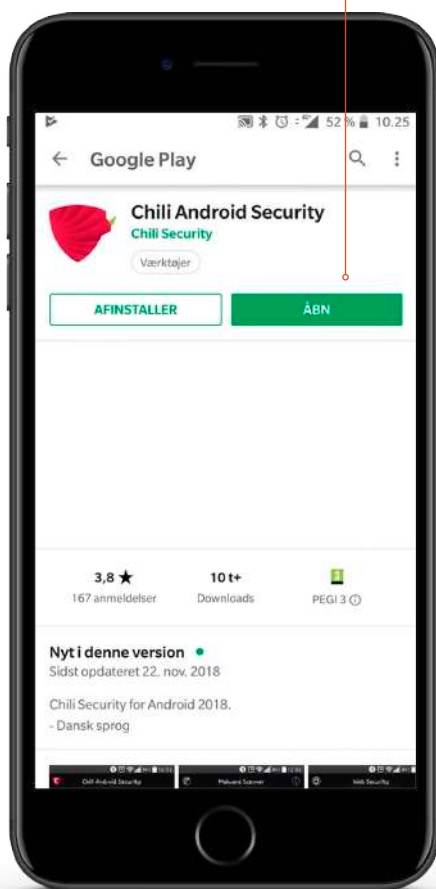 52 % 10.25
Google Play
Chili Android Security
Chili Security
Værktøjer
AFINSTALLER
ÅBN
3,8 ★
167 anmeldelser
10 t+
Downloads
PEGI 3
Nyt i denne version
Sidst opdateret 22. nov. 2018
Chili Security for Android 2018.
- Dansk sprog
Chili Android Security
Malware Scanner
Web Security